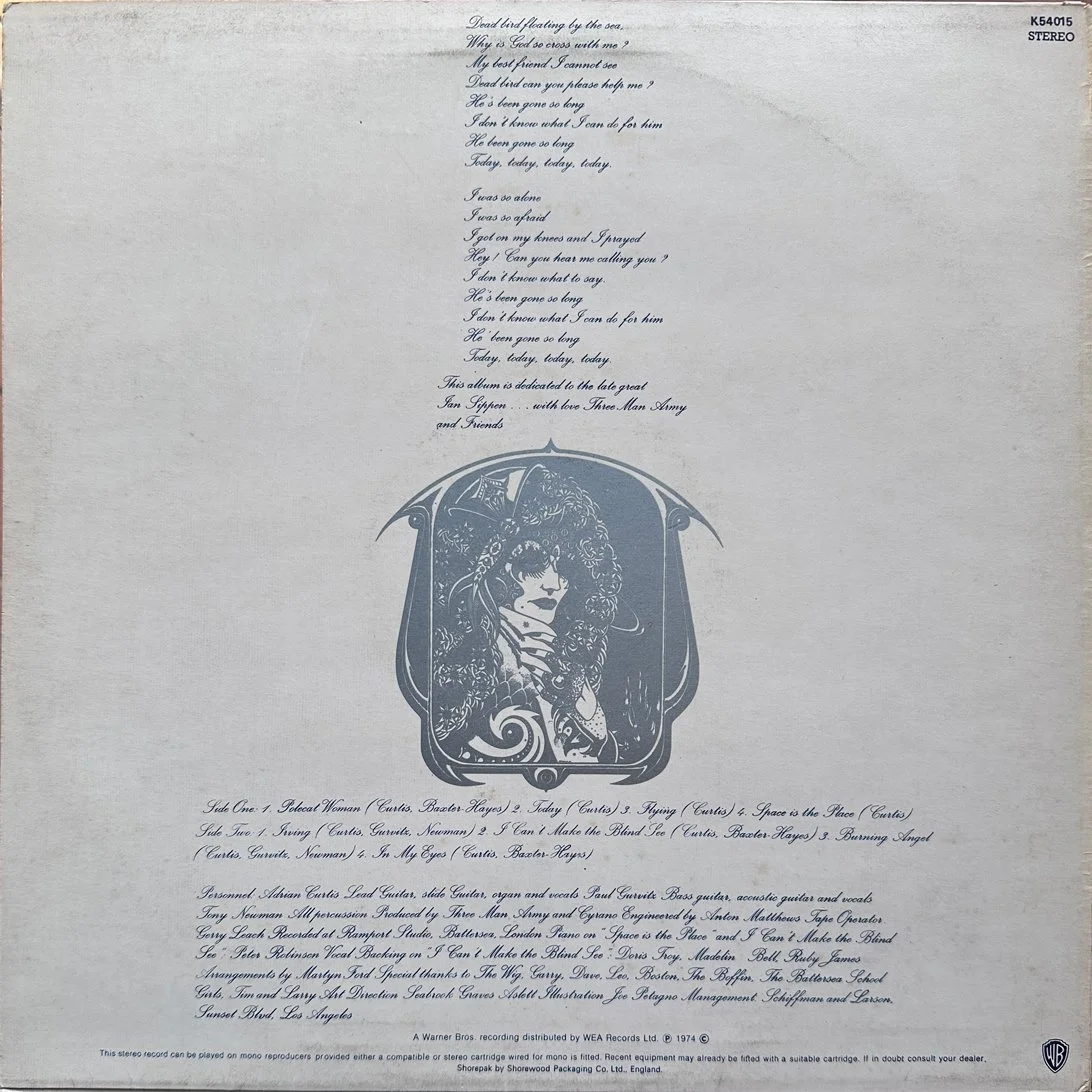 K54015
STEREO
Dead bird floating by the sea,
Why is God so cross with me?
My best friend I cannot see
Dead bird can you please help me?
He's been gone so long
I don't know what I can do for him
He been gone so long
Today, today, today, today.
I was so alone
I was so afraid
I got on my knees and I prayed
Hey! Can you hear me calling you?
I don't know what to say.
He's been gone so long
I don't know what I can do for him
He 'been gone so long
Today, today, today, today.
This album is dedicated to the late great
Ian Sippen . . . with love Three Man Army
and Friends
Side One: 1. Polecat Woman (Curtis, Baxter-Hayes) 2. Today (Curtis) 3. Flying (Curtis) 4. Space is the Place (Curtis)
Side Two: 1. Irving (Curtis, Gurvitz, Newman) 2. I Can't Make the Blind See (Curtis, Baxter-Hayes) 3. Burning Angel
(Curtis, Gurvitz, Newman) 4. In My Eyes (Curtis, Baxter-Hayrs)
Personnel: Adrian Curtis Lead Guitar, slide Guitar, organ and vocals Paul Gurvitz Bass guitar, acoustic guitar and vocals
Tony Newman All percussion Produced by Three Man, Army and Cyrano Engineered by Anton Matthews Tape Operator
Gerry Leach Recorded at Ramport Studio, Battersea, London Piano on "Space is the Place" and I Can't Make the Blind
See": Peter Robinson Vocal Backing on "I Can't Make the Blind See": Doris Troy, Madelin Bell, Ruby James
Arrangements by Martyn Ford Special thanks to The Wig, Garry, Dave, Leo, Boston, The Boffin, The Battersea School
Girls, Tim and Larry Art Direction Seabrook Graves Aslett Illustration Joe Petagno Management, Schiffman and Larson,
Sunset Blvd, Los Angeles
A Warner Bros. recording distributed by WEA Records Ltd. ℗ 1974 ©
This stereo record can be played on mono reproducers provided either a compatible or stereo cartridge wired for mono is fitted. Recent equipment may already be fitted with a suitable cartridge. If in doubt consult your dealer.
Shorepak by Shorewood Packaging Co. Ltd., England.
WB